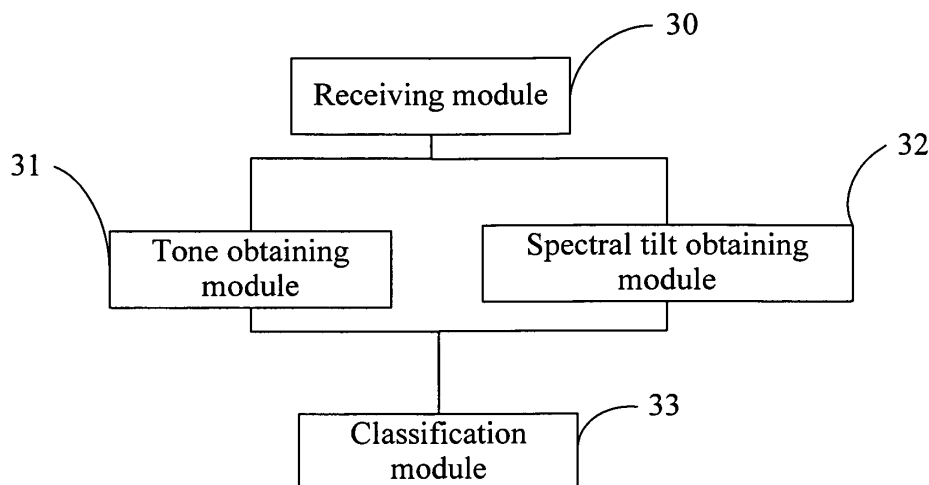 30
Receiving module
31
32
Tone obtaining
module
Spectral tilt obtaining
module
33
Classification
module